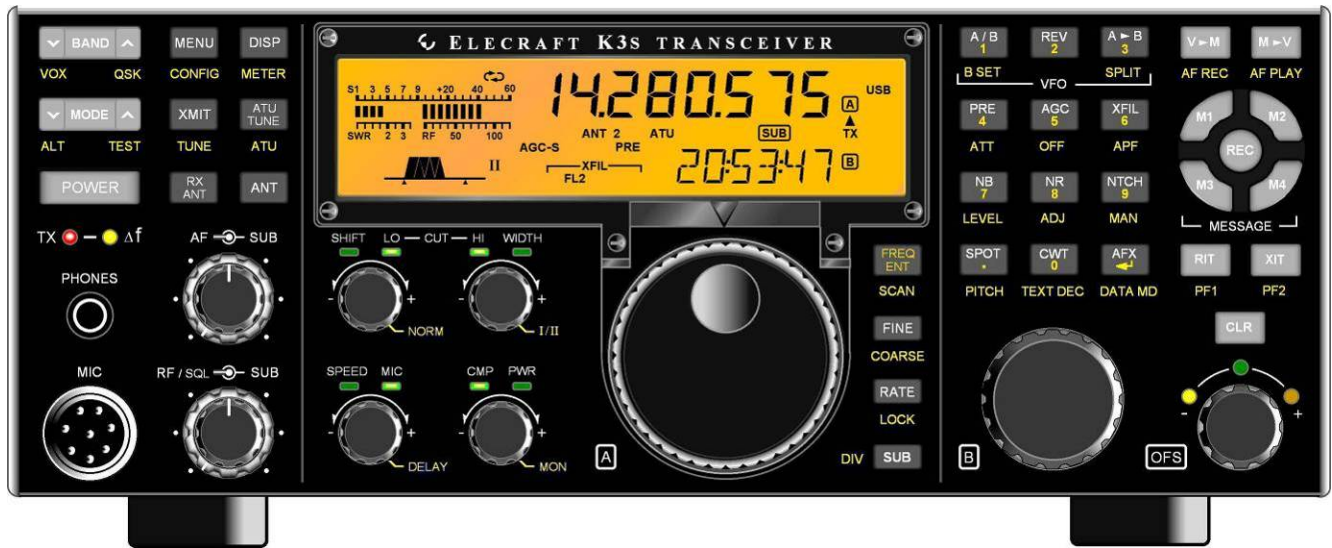 ELECRAFT K3S TRANSCEIVER
BAND
VOX QSK
MENU
CONFIG
DISP
METER
MODE
ALT TEST
XMIT
TUNE
ATU
TUNE
ATU
POWER
RX
ANT
ANT
TX Δf
PHONES
MIC
AF SUB
RF / SQL SUB
S1 3 5 7 9 +20 40 60
SWR 2 3 RF 50 100
14.280.575
USB
A
TX
ANT 2 ATU SUB
AGC-S PRE
II
XFIL
FL2
20:53:47 B
SHIFT LO CUT HI WIDTH
- + - +
NORM I/II
SPEED MIC CMP PWR
- + - +
DELAY MON
A
FREQ
ENT
SCAN
FINE
COARSE
RATE
LOCK
DIV SUB
A / B
1
REV
2
A ► B
3
B SET VFO SPLIT
PRE
4
ATT
AGC
5
OFF
XFIL
6
APF
NB
7
LEVEL
NR
8
ADJ
NTCH
9
MAN
SPOT
.
PITCH
CWT
0
TEXT DEC
AFX
DATA MD
V►M
AF REC
M►V
AF PLAY
M1 M2
REC
M3 M4
MESSAGE
RIT
PF1
XIT
PF2
CLR
- +
B
OFS